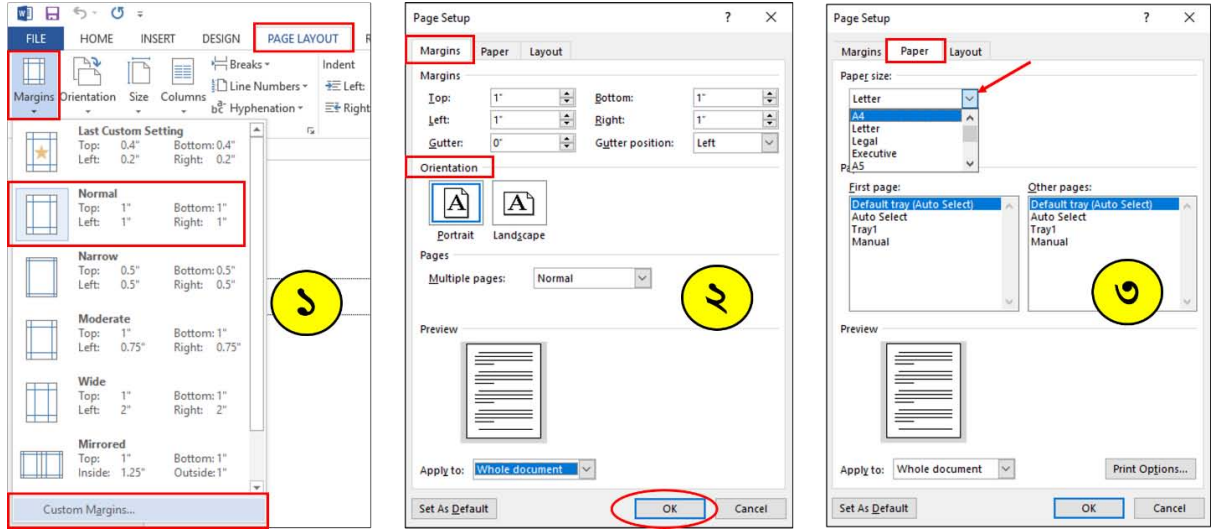 FILE HOME INSERT DESIGN PAGE LAYOUT R
Margins Orientation Size Columns
Breaks
Line Numbers
Hyphenation
Indent
Left:
Right
Last Custom Setting
Top: 0.4" Bottom: 0.4"
Left: 0.2" Right: 0.2"
Normal
Top: 1" Bottom: 1"
Left: 1" Right: 1"
Narrow
Top: 0.5" Bottom: 0.5"
Left: 0.5" Right: 0.5"
Moderate
Top: 1" Bottom: 1"
Left: 0.75" Right: 0.75"
Wide
Top: 1" Bottom: 1"
Left: 2" Right: 2"
Mirrored
Top: 1" Bottom: 1"
Inside: 1.25" Outside: 1"
Custom Margins...
১
Page Setup ? ×
Margins Paper Layout
Margins
Top: 1" Bottom: 1"
Left: 1" Right: 1"
Gutter: 0" Gutter position: Left
Orientation
A A
Portrait Landscape
Pages
Multiple pages: Normal
২
Preview
Apply to: Whole document
Set As Default OK Cancel
Page Setup ? ×
Margins Paper Layout
Paper size:
Letter
A4
Letter
Legal
Executive
A5
First page: Other pages:
Default tray (Auto Select) Default tray (Auto Select)
Auto Select Auto Select
Tray1 Tray1
Manual Manual
৩
Preview
Apply to: Whole document Print Options...
Set As Default OK Cancel